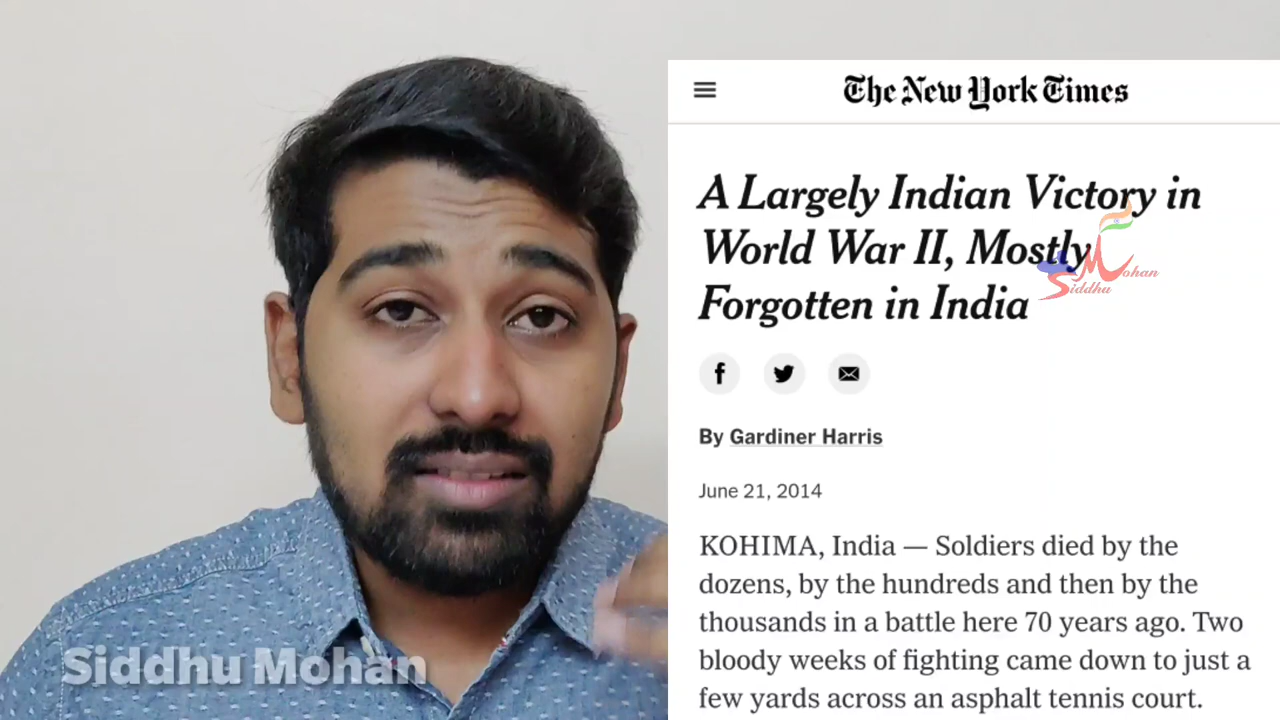 The New York Times
A Largely Indian Victory in
World War II, Mostly
Forgotten in India
Mohan
Siddhu
By Gardiner Harris
June 21, 2014
KOHIMA, India — Soldiers died by the
dozens, by the hundreds and then by the
thousands in a battle here 70 years ago. Two
bloody weeks of fighting came down to just a
few yards across an asphalt tennis court.
Siddhu Mohan